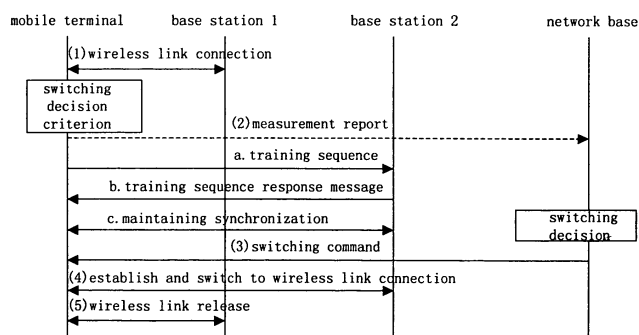 mobile terminal base station 1 base station 2 network base
(1)wireless link connection
switching
decision
criterion
(2)measurement report
a.training sequence
b.training sequence response message
c.maintaining synchronization
switching
decision
(3)switching command
(4)establish and switch to wireless link connection
(5)wireless link release